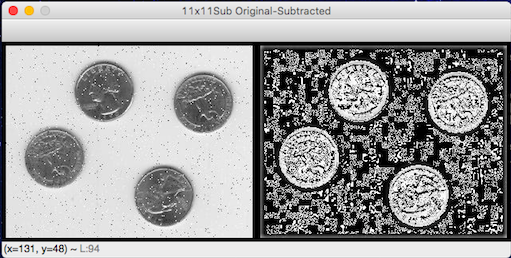 11x11Sub Original-Subtracted
(x=131, y=48) ~ L:94